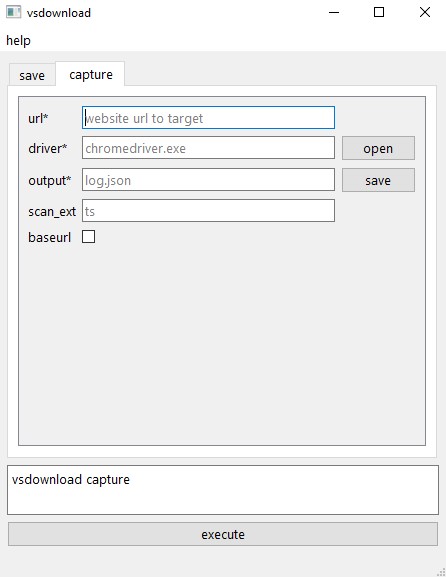 vsdownload
help
save capture
url* website url to target
driver* chromedriver.exe open
output* log.json save
scan_ext ts
baseurl
vsdownload capture
execute